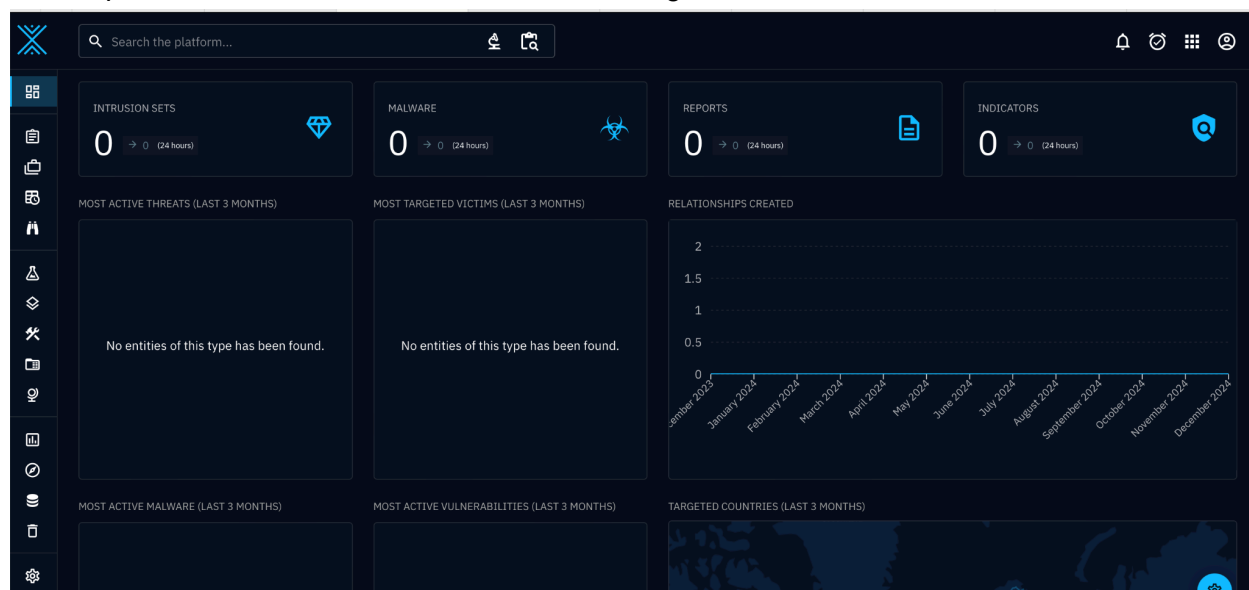 Search the platform...
INTRUSION SETS
0 → 0 (24 hours)
MALWARE
0 → 0 (24 hours)
REPORTS
0 → 0 (24 hours)
INDICATORS
0 → 0 (24 hours)
MOST ACTIVE THREATS (LAST 3 MONTHS)
No entities of this type has been found.
MOST TARGETED VICTIMS (LAST 3 MONTHS)
No entities of this type has been found.
RELATIONSHIPS CREATED
2
1.5
1
0.5
0
ember 2023
January 2024
February 2024
March 2024
April 2024
May 2024
June 2024
July 2024
August 2024
September 2024
October 2024
November 2024
December 2024
MOST ACTIVE MALWARE (LAST 3 MONTHS)
MOST ACTIVE VULNERABILITIES (LAST 3 MONTHS)
TARGETED COUNTRIES (LAST 3 MONTHS)